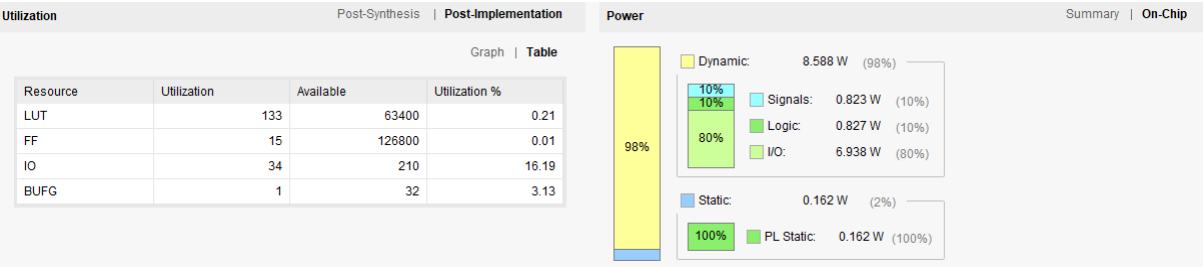 Utilization Post-Synthesis | Post-Implementation
Graph | Table
Resource Utilization Available Utilization %
LUT 133 63400 0.21
FF 15 126800 0.01
IO 34 210 16.19
BUFG 1 32 3.13
Power Summary | On-Chip
98%
Dynamic: 8.588 W (98%)
10%
10%
80%
Signals: 0.823 W (10%)
Logic: 0.827 W (10%)
I/O: 6.938 W (80%)
Static: 0.162 W (2%)
100%
PL Static: 0.162 W (100%)